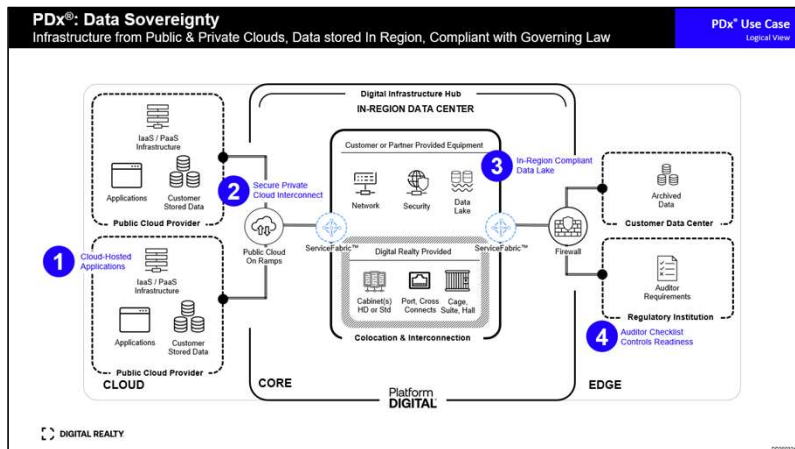 PDx®: Data Sovereignty
Infrastructure from Public & Private Clouds, Data stored In Region, Compliant with Governing Law
PDx® Use Case
Logical View
Digital Infrastructure Hub
IN-REGION DATA CENTER
IaaS / PaaS
Infrastructure
Applications
Customer
Stored Data
Public Cloud Provider
1
Cloud-Hosted
Applications
IaaS / PaaS
Infrastructure
Applications
Customer
Stored Data
Public Cloud Provider
CLOUD
2
Secure Private
Cloud Interconnect
Public Cloud
On Ramps
ServiceFabric™
CORE
Customer or Partner Provided Equipment
Network
Security
Data
Lake
Digital Realty Provided
Cabinet(s)
HD or Std
Port, Cross
Connects
Cage,
Suite, Hall
Colocation & Interconnection
3
In-Region Compliant
Data Lake
ServiceFabric™
Firewall
Archived
Data
Customer Data Center
Auditor
Requirements
Regulatory Institution
4
Auditor Checklist
Controls Readiness
EDGE
Platform
DIGITAL
DIGITAL REALTY